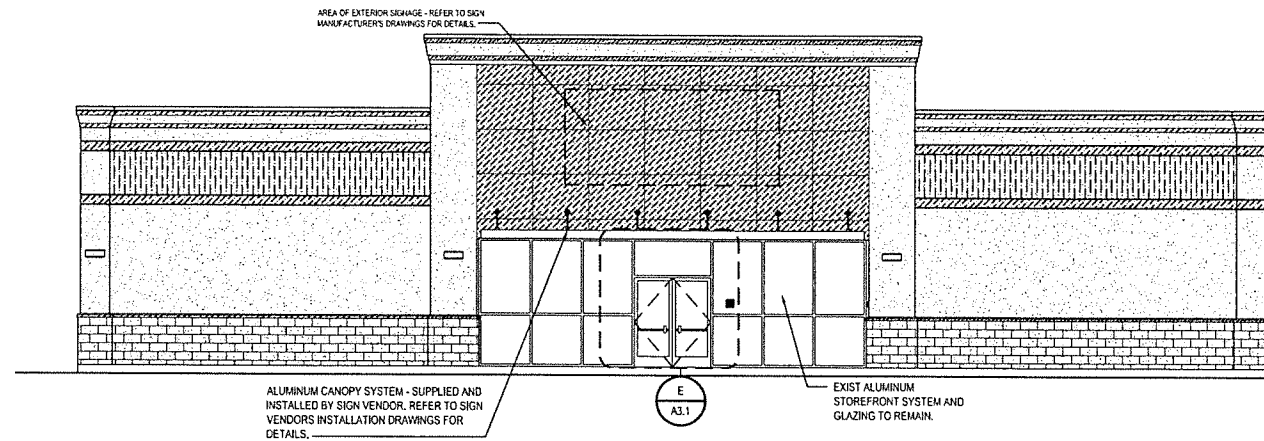 AREA OF EXTERIOR SIGNAGE - REFER TO SIGN
MANUFACTURER'S DRAWINGS FOR DETAILS.
ALUMINUM CANOPY SYSTEM - SUPPLIED AND
INSTALLED BY SIGN VENDOR. REFER TO SIGN
VENDORS INSTALLATION DRAWINGS FOR
DETAILS.
E
A3.1
EXIST ALUMINUM
STOREFRONT SYSTEM AND
GLAZING TO REMAIN.